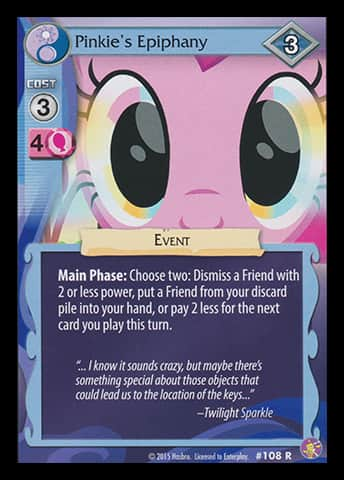 Pinkie's Epiphany
3
COST
3
4
EVENT
Main Phase: Choose two: Dismiss a Friend with
2 or less power, put a Friend from your discard
pile into your hand, or pay 2 less for the next
card you play this turn.
"... I know it sounds crazy, but maybe there's
something special about those objects that
could lead us to the location of the keys..."
–Twilight Sparkle
© 2015 Hasbro. Licensed to Enterplay. #108 R